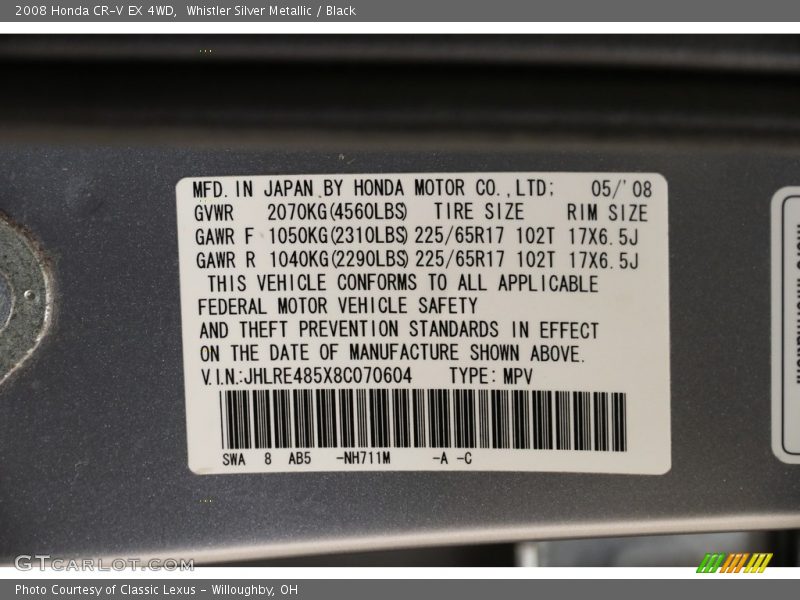 2008 Honda CR-V EX 4WD,  Whistler Silver Metallic / Black
MFD. IN JAPAN BY HONDA MOTOR CO.,LTD; 05/'08
GVWR 2070KG(4560LBS) TIRE SIZE RIM SIZE
GAWR F 1050KG(2310LBS) 225/65R17 102T 17X6.5J
GAWR R 1040KG(2290LBS) 225/65R17 102T 17X6.5J
THIS VEHICLE CONFORMS TO ALL APPLICABLE
FEDERAL MOTOR VEHICLE SAFETY
AND THEFT PREVENTION STANDARDS IN EFFECT
ON THE DATE OF MANUFACTURE SHOWN ABOVE.
V.I.N.:JHLRE485X8C070604 TYPE: MPV
SWA 8 AB5 -NH711M -A -C
GTCARLOT.COM
Photo Courtesy of Classic Lexus - Willoughby, OH